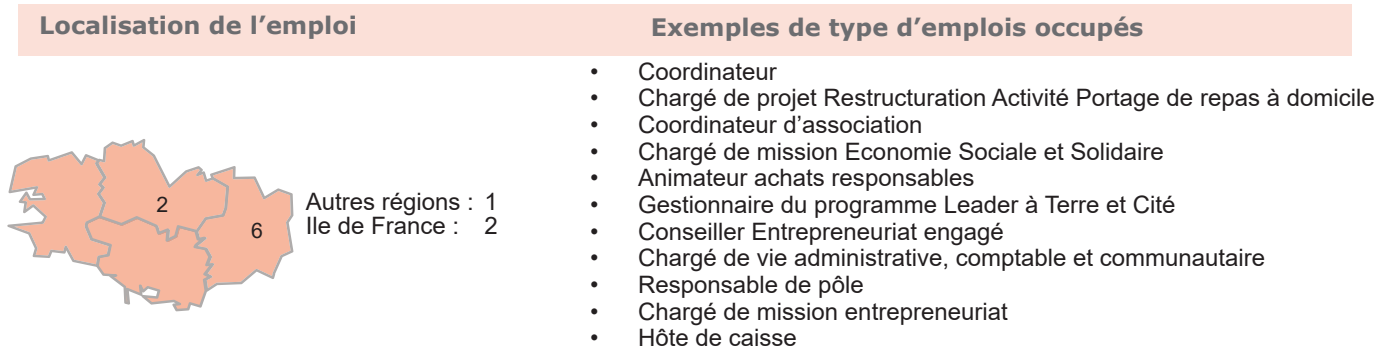 Localisation de l’emploi
Exemples de type d’emplois occupés
2
6
Autres régions : 1
Ile de France : 2
• Coordinateur
• Chargé de projet Restructuration Activité Portage de repas à domicile
• Coordinateur d’association
• Chargé de mission Economie Sociale et Solidaire
• Animateur achats responsables
• Gestionnaire du programme Leader à Terre et Cité
• Conseiller Entrepreneuriat engagé
• Chargé de vie administrative, comptable et communautaire
• Responsable de pôle
• Chargé de mission entrepreneuriat
• Hôte de caisse